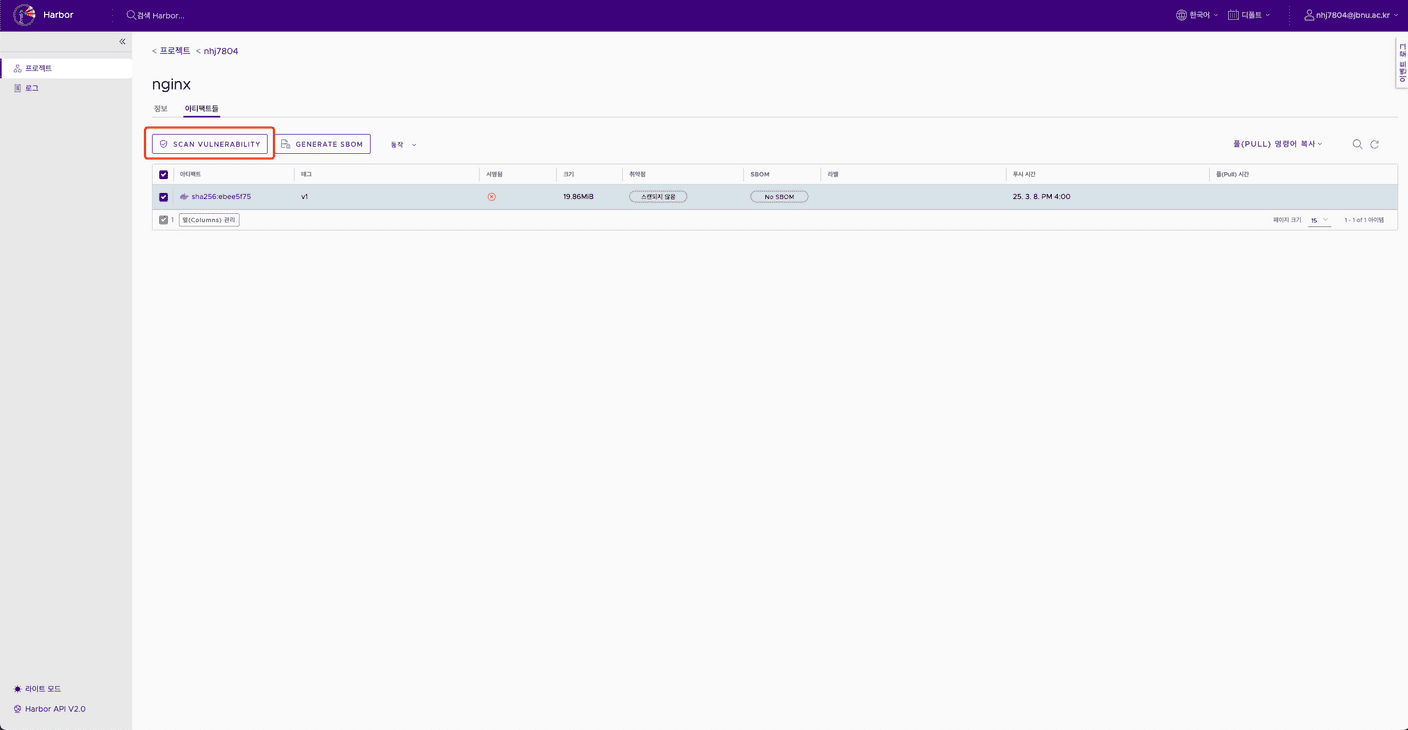 Harbor
검색 Harbor...
한국어
디폴트
nhj7804@jbnu.ac.kr
이벤트 로그
프로젝트
로그
< 프로젝트 < nhj7804
nginx
정보 아티팩트들
SCAN VULNERABILITY GENERATE SBOM 동작
풀(PULL) 명령어 복사
아티팩트 태그 서명됨 크기 취약점 SBOM 라벨 푸시 시간 풀(Pull) 시간
sha256:ebee5f75 v1 19.86MiB 스캔되지 않음 No SBOM 25. 3. 8. PM 4:00
1 열(Columns) 관리 페이지 크기 15 1 - 1 of 1 아이템
라이트 모드
Harbor API V2.0